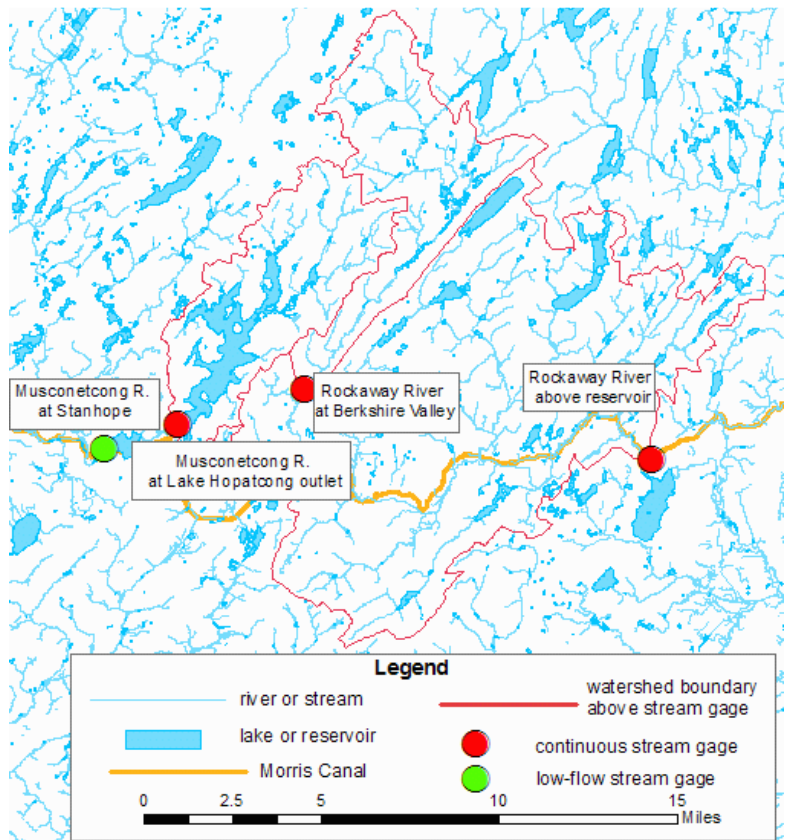 Musconetcong R.
at Stanhope
Rockaway River
at Berkshire Valley
Rockaway River
above reservoir
Musconetcong R.
at Lake Hopatcong outlet
Legend
river or stream
watershed boundary
above stream gage
lake or reservoir
continuous stream gage
Morris Canal
low-flow stream gage
0 2.5 5 10 15
Miles